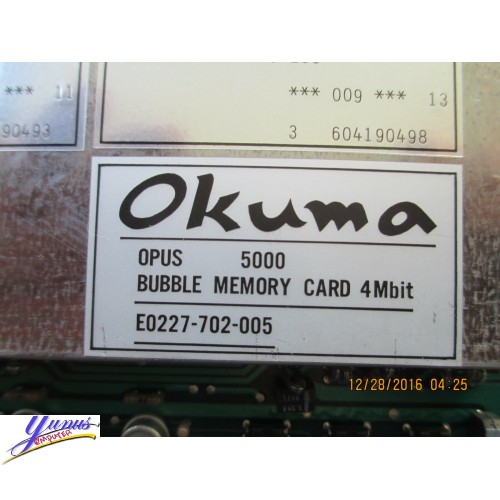 *** 11
90493
*** 009 *** 13
3 604190498
Okuma
OPUS 5000
BUBBLE MEMORY CARD 4Mbit
E0227-702-005
12/28/2016 04:25
Yunus
COMPUTER